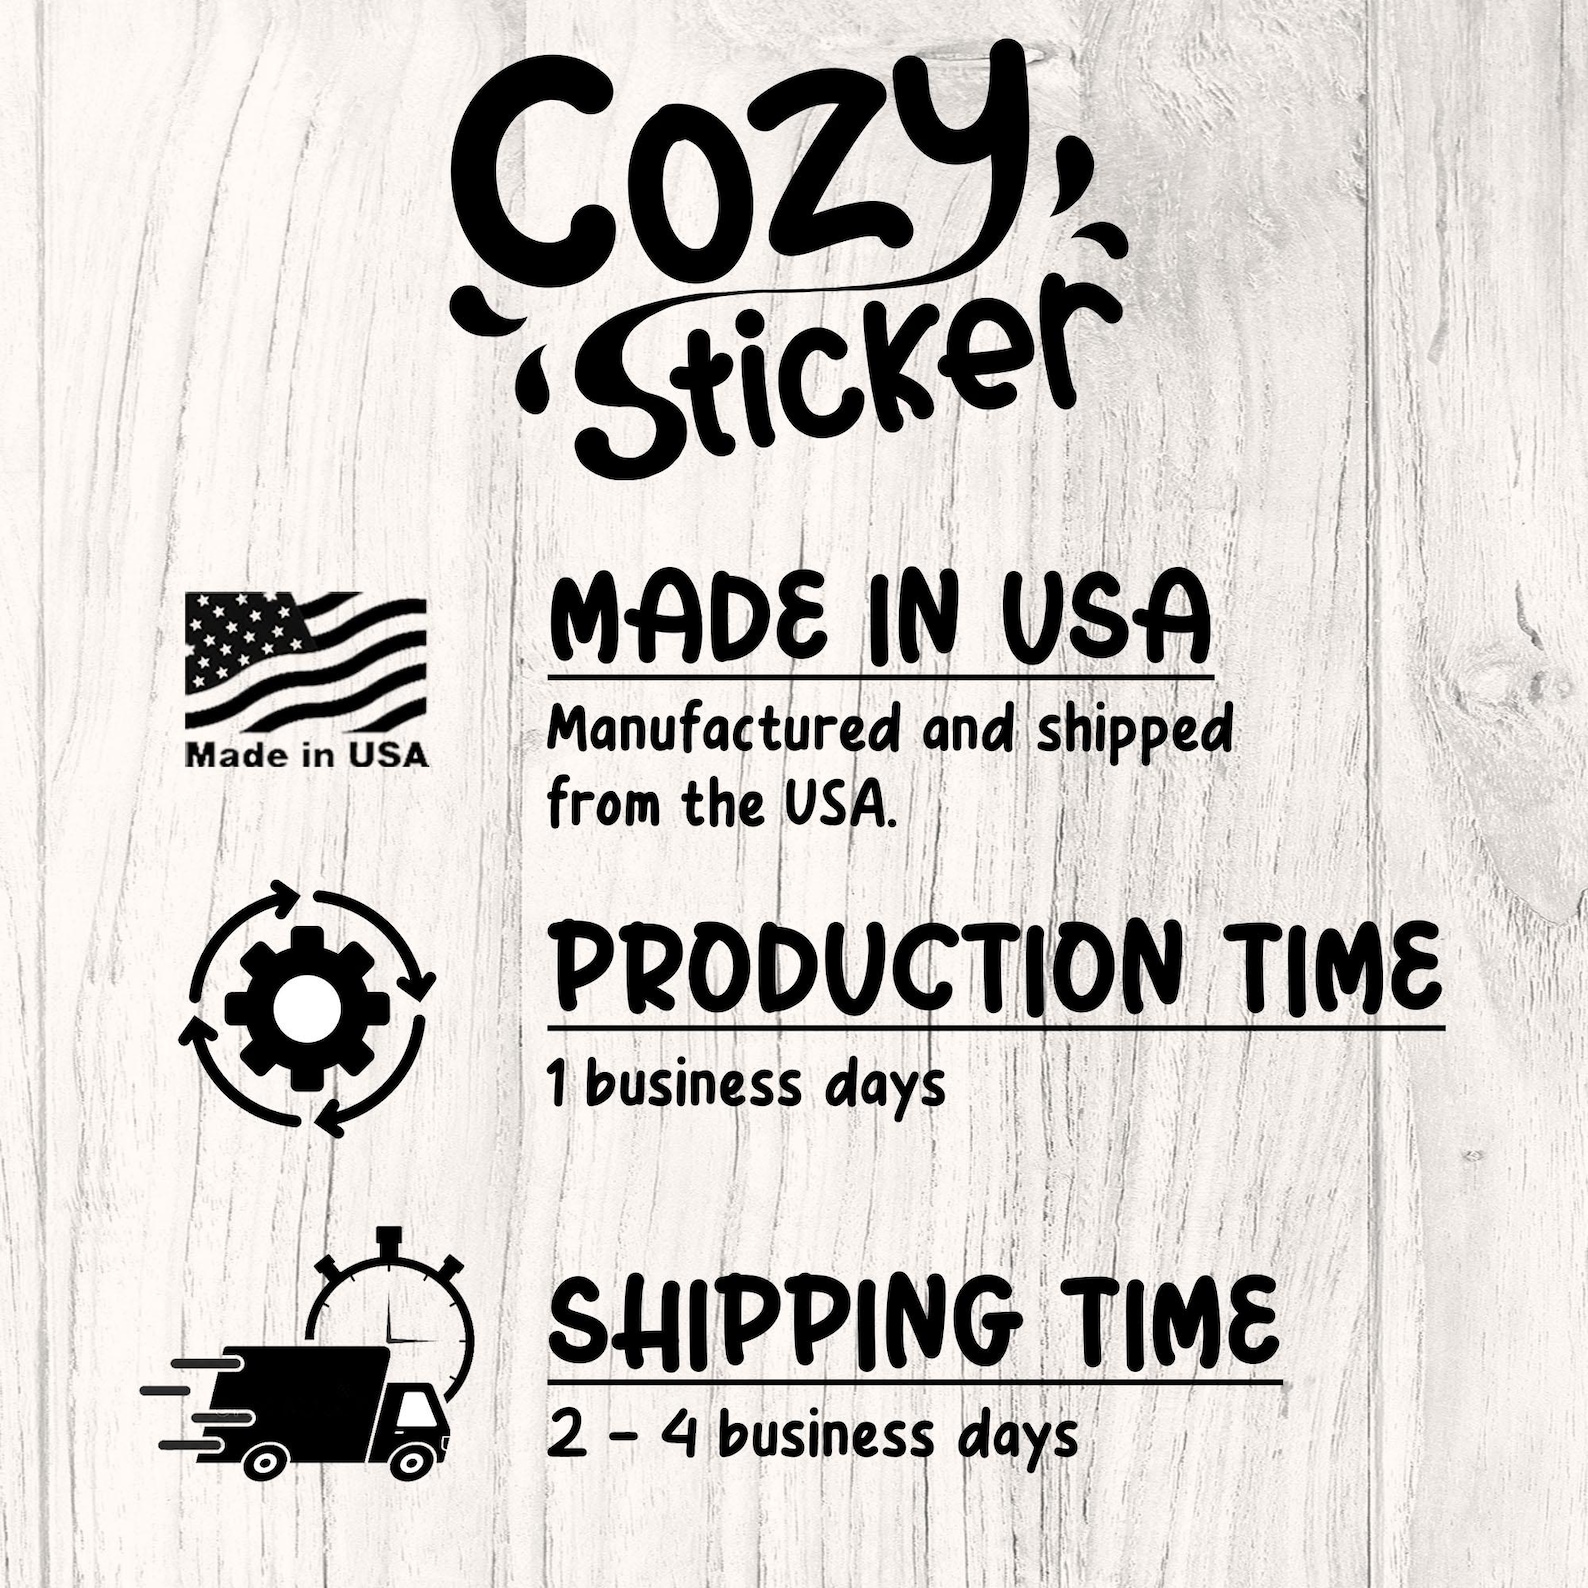 Cozy
Sticker
MADE IN USA
Made in USA
Manufactured and shipped
from the USA.
PRODUCTION TIME
1 business days
SHIPPING TIME
2 - 4 business days